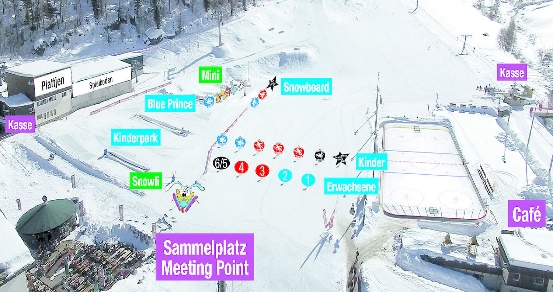 Plattjen
Steinboden
Mini
Snowboard
Kasse
Blue Prince
Kasse
Kinderpark
Kinder
6/5 4 3 2 1
Snowli
Erwachsene
Café
Sammelplatz
Meeting Point